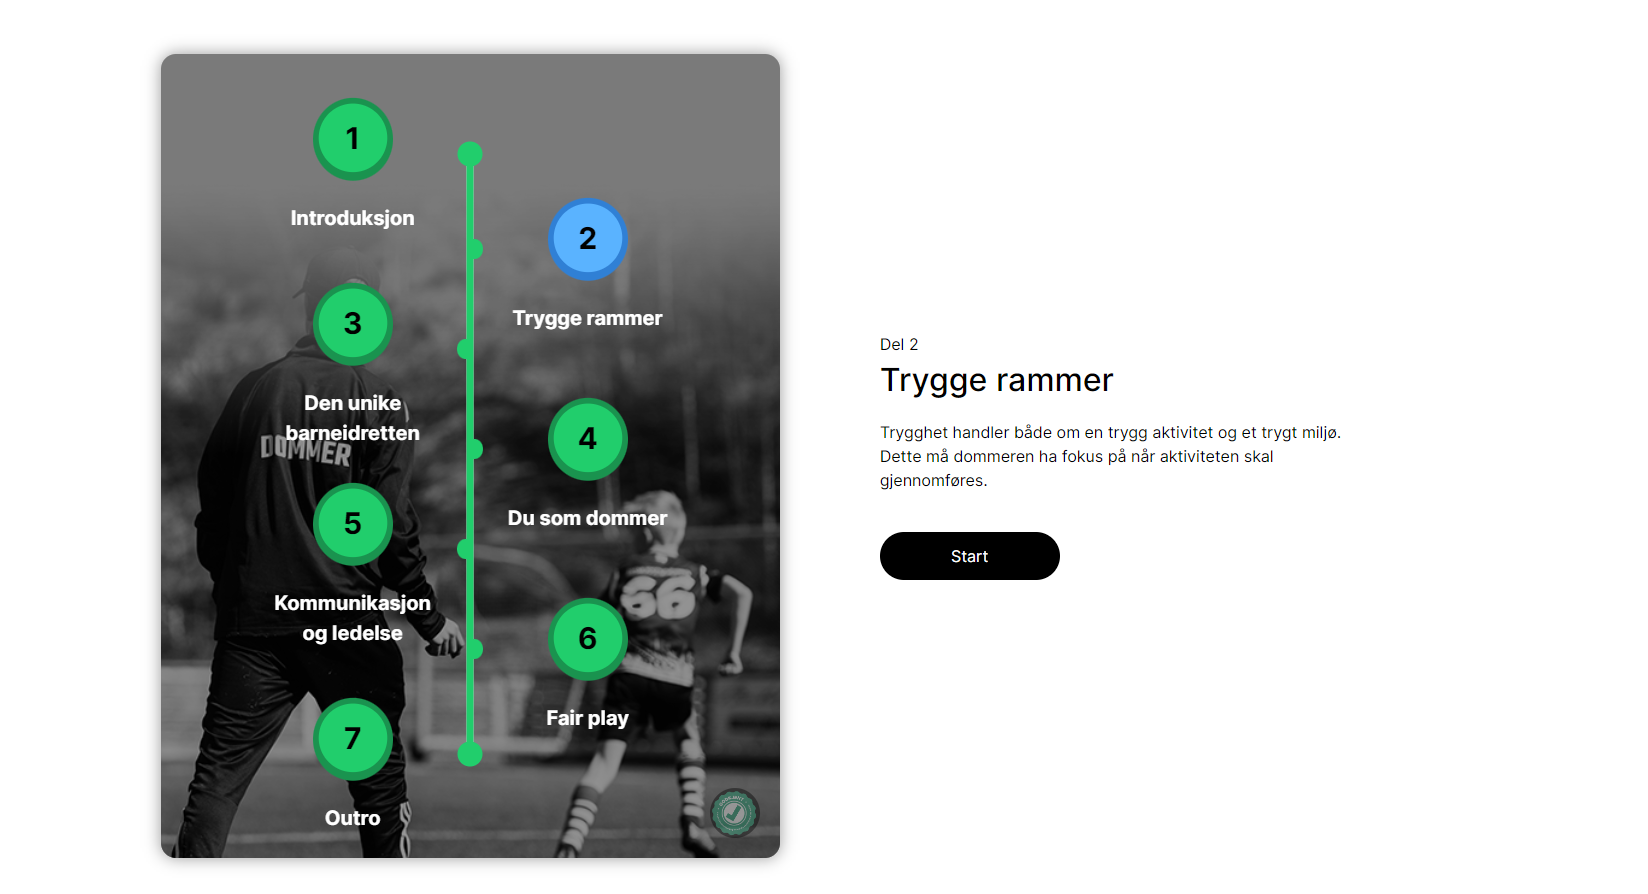 1
Introduksjon
2
Trygge rammer
3
Den unike
barneidretten
DOMMER
4
Du som dommer
5
Kommunikasjon
og ledelse
66
6
Fair play
7
Outro
GODKJENT
Del 2
Trygge rammer
Trygghet handler både om en trygg aktivitet og et trygt miljø.
Dette må dommeren ha fokus på når aktiviteten skal
gjennomføres.
Start